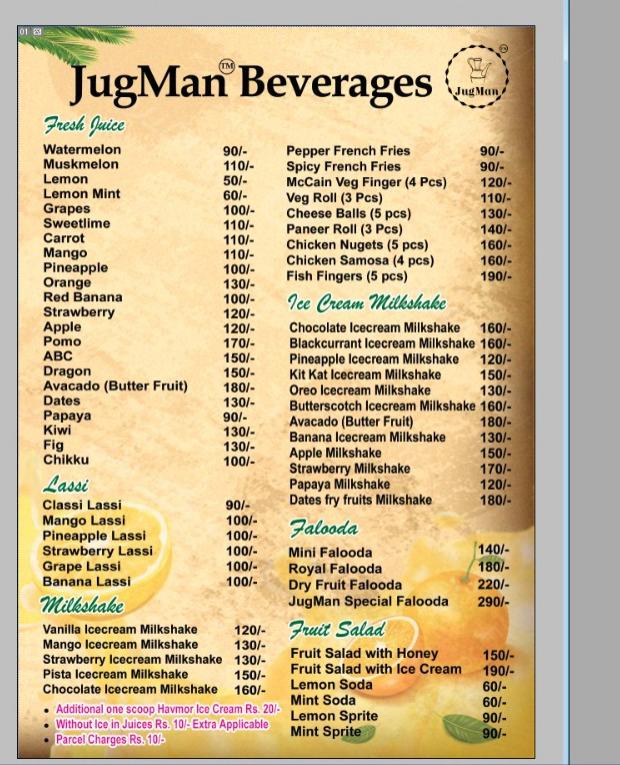 01
JugMan Beverages
TM
JugMan
Fresh Juice
Watermelon 90/-
Muskmelon 110/-
Lemon 50/-
Lemon Mint 60/-
Grapes 100/-
Sweetlime 110/-
Carrot 110/-
Mango 110/-
Pineapple 100/-
Orange 130/-
Red Banana 100/-
Strawberry 120/-
Apple 120/-
Pomo 170/-
ABC 150/-
Dragon 150/-
Avacado (Butter Fruit) 180/-
Dates 130/-
Papaya 90/-
Kiwi 130/-
Fig 130/-
Chikku 100/-
Lassi
Classi Lassi 90/-
Mango Lassi 100/-
Pineapple Lassi 100/-
Strawberry Lassi 100/-
Grape Lassi 100/-
Banana Lassi 100/-
Milkshake
Vanilla Icecream Milkshake 120/-
Mango Icecream Milkshake 130/-
Strawberry Icecream Milkshake 130/-
Pista Icecream Milkshake 150/-
Chocolate Icecream Milkshake 160/-
• Additional one scoop Havmor Ice Cream Rs. 20/-
• Without Ice in Juices Rs. 10/- Extra Applicable
• Parcel Charges Rs. 10/-
Pepper French Fries 90/-
Spicy French Fries 90/-
McCain Veg Finger (4 Pcs) 120/-
Veg Roll (3 Pcs) 110/-
Cheese Balls (5 pcs) 130/-
Paneer Roll (3 Pcs) 140/-
Chicken Nugets (5 pcs) 160/-
Chicken Samosa (4 pcs) 160/-
Fish Fingers (5 pcs) 190/-
Ice Cream Milkshake
Chocolate Icecream Milkshake 160/-
Blackcurrant Icecream Milkshake 160/-
Pineapple Icecream Milkshake 120/-
Kit Kat Icecream Milkshake 150/-
Oreo Icecream Milkshake 130/-
Butterscotch Icecream Milkshake 160/-
Avacado (Butter Fruit) 180/-
Banana Icecream Milkshake 130/-
Apple Milkshake 150/-
Strawberry Milkshake 170/-
Papaya Milkshake 120/-
Dates fry fruits Milkshake 180/-
Falooda
Mini Falooda 140/-
Royal Falooda 180/-
Dry Fruit Falooda 220/-
JugMan Special Falooda 290/-
Fruit Salad
Fruit Salad with Honey 150/-
Fruit Salad with Ice Cream 190/-
Lemon Soda 60/-
Mint Soda 60/-
Lemon Sprite 90/-
Mint Sprite 90/-